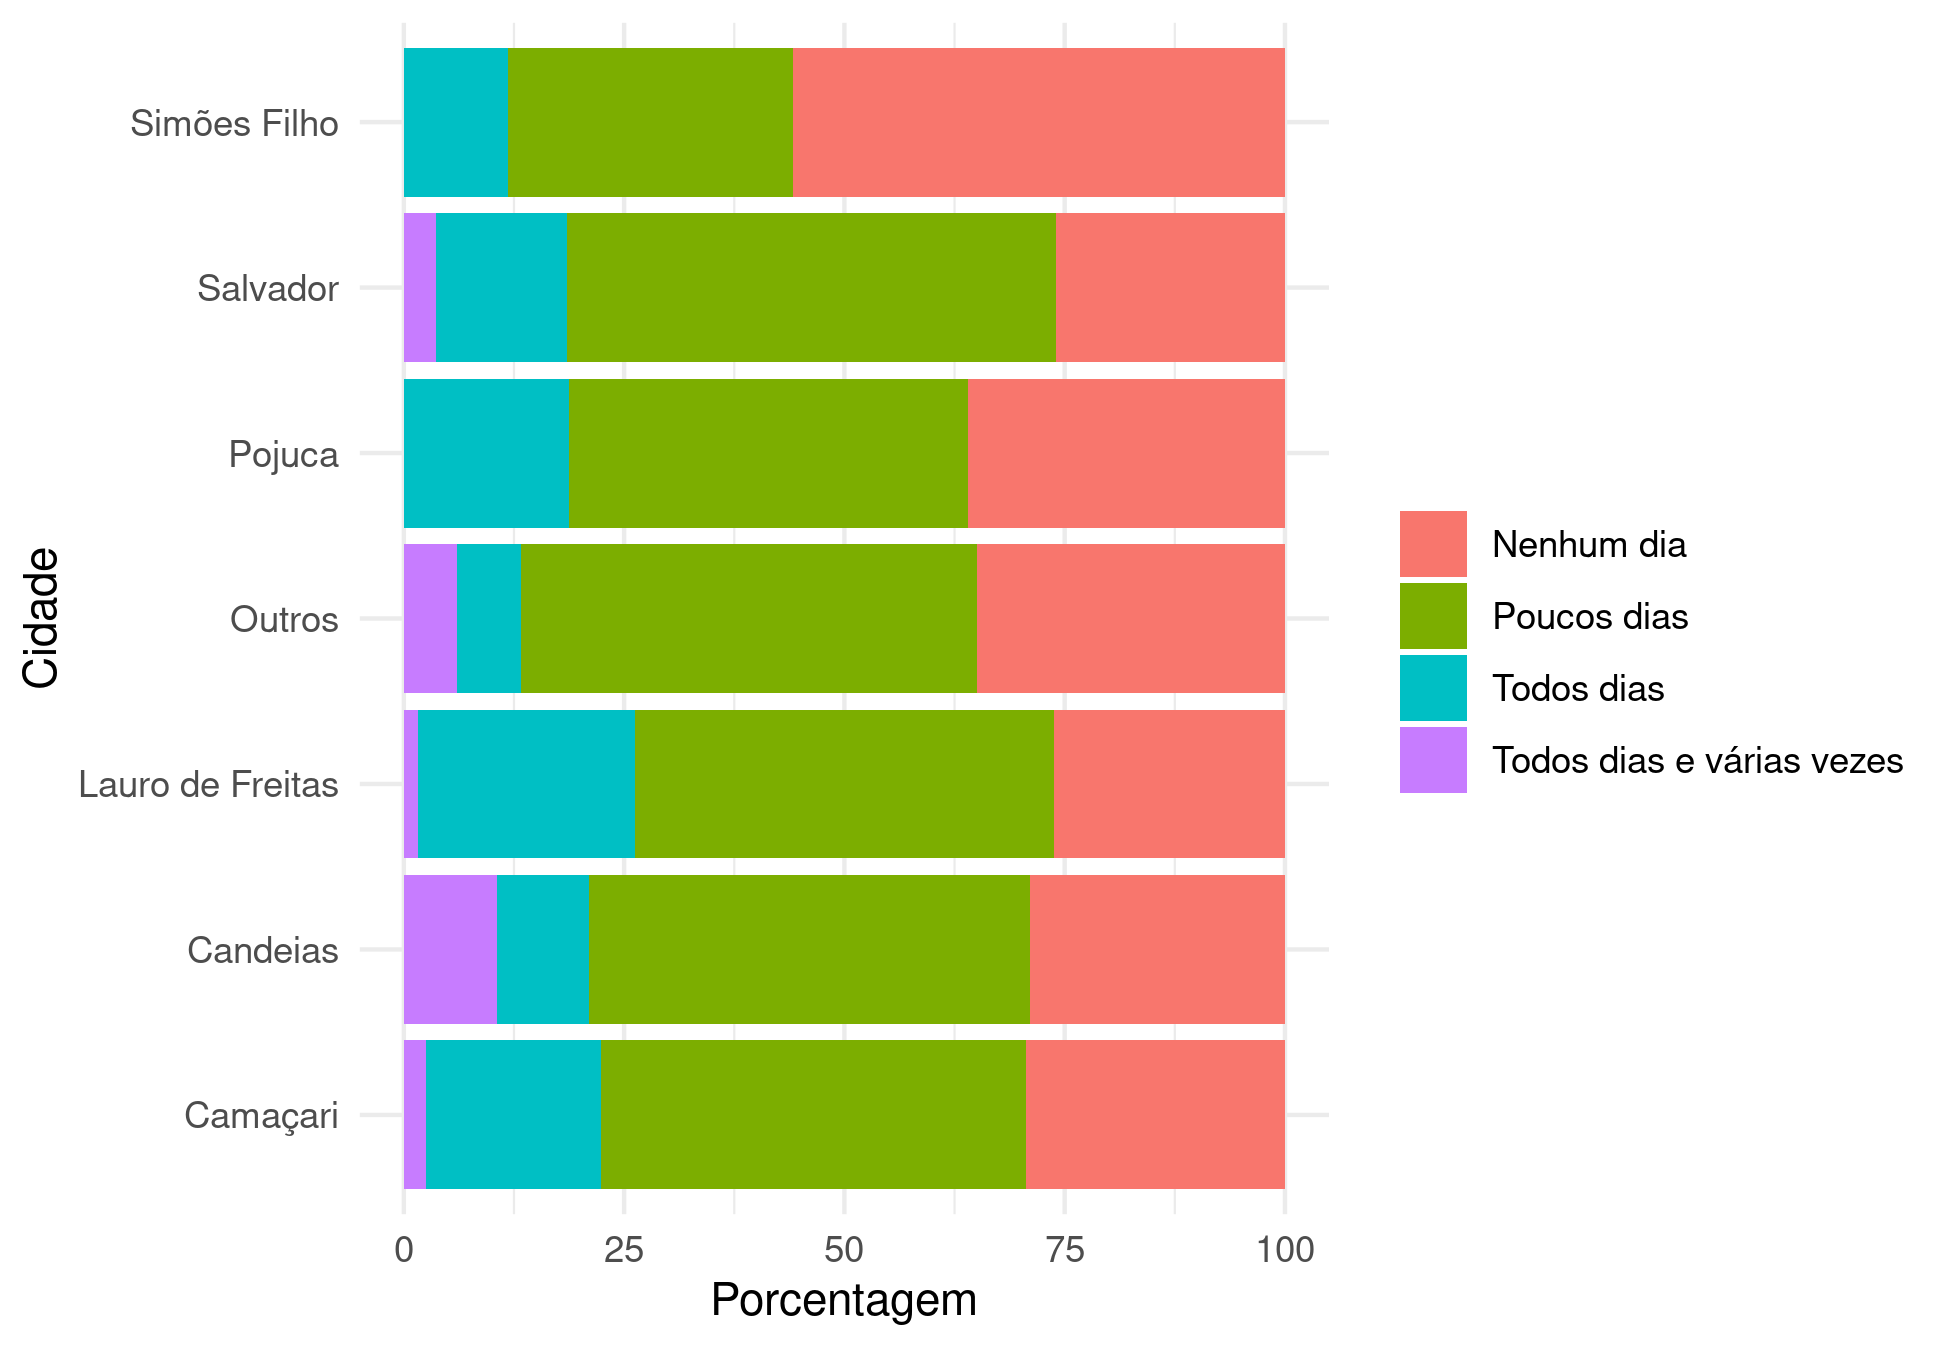 Simões Filho
Salvador
Pojuca
Outros
Lauro de Freitas
Candeias
Camaçari
Cidade
0 25 50 75 100
Porcentagem
Nenhum dia
Poucos dias
Todos dias
Todos dias e várias vezes